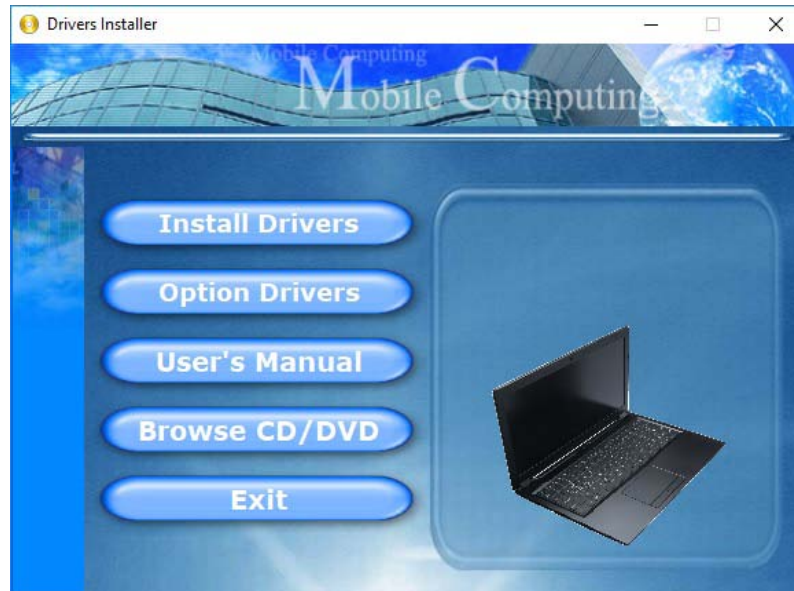 Drivers Installer
Mobile Computing
Mobile Computing
Install Drivers
Option Drivers
User's Manual
Browse CD/DVD
Exit